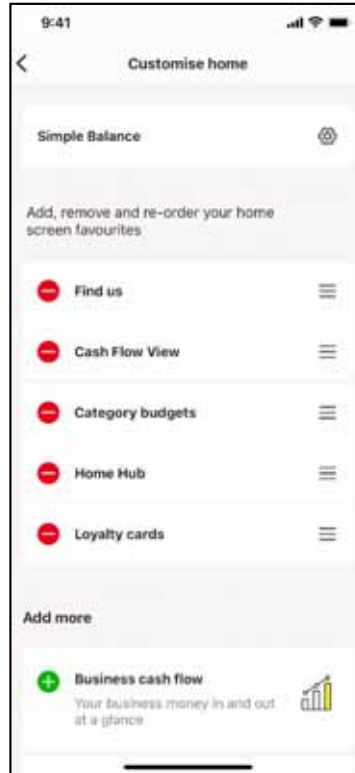 9:41
Customise home
Simple Balance
Add, remove and re-order your home
screen favourites
Find us
Cash Flow View
Category budgets
Home Hub
Loyalty cards
Add more
Business cash flow
Your business money in and out
at a glance